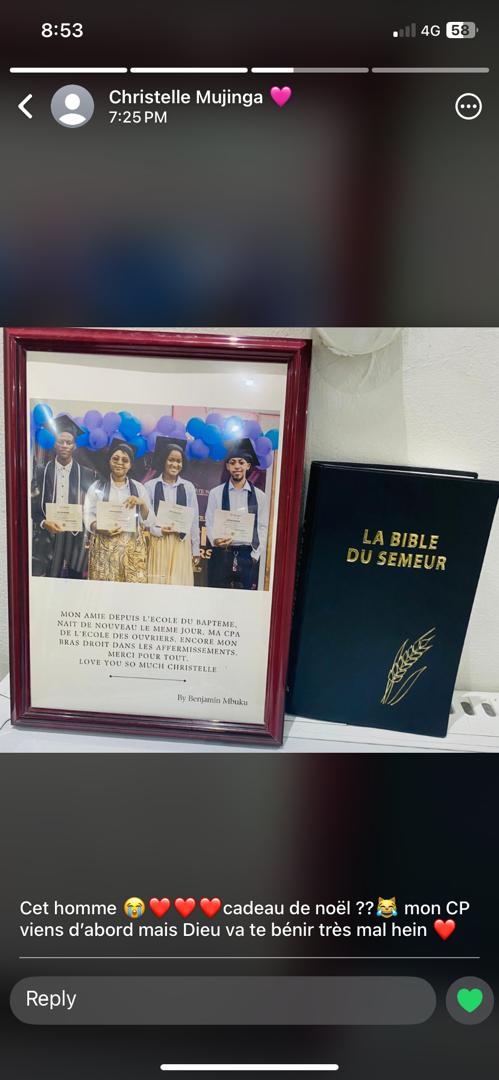 8:53
4G 58
Christelle Mujinga 🩷
7:25 PM
MON AMIE DEPUIS L'ECOLE DU BAPTEME,
NAIT DE NOUVEAU LE MEME JOUR, MA CPA
DE L'ECOLE DES OUVRIERS, ENCORE MON
BRAS DROIT DANS LES AFFERMISSEMENTS,
MERCI POUR TOUT,
LOVE YOU SO MUCH CHRISTELLE
By Benjamin Mbuku
LA BIBLE
DU SEMEUR
Cet homme 😭❤️❤️❤️cadeau de noël ??😹 mon CP
viens d'abord mais Dieu va te bénir très mal hein ❤️
Reply